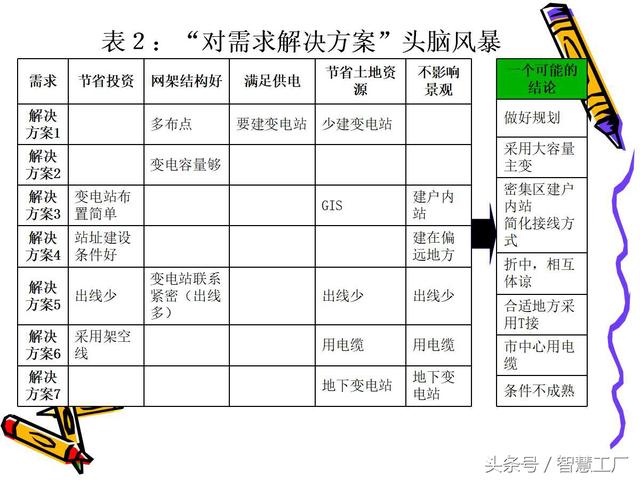 表2：“对需求解决方案”头脑风暴
需求 节省投资 网架结构好 满足供电 节省土地资 不影响
源 景观
解决
方案1
多布点 要建变电站 少建变电站
解决
方案2
变电容量够
解决
方案3
变电站布
置简单
GIS
建户内
站
解决
方案4
站址建设
条件好
建在偏
远地方
解决
方案5
出线少
变电站联系
紧密（出线
多）
出线少 出线少
解决
方案6
采用架空
线
用电缆 用电缆
解决
方案7
地下变电站
地下变
电站
一个可能的
结论
做好规划
采用大容量
主变
密集区建户
内站
简化接线方
式
折中，相互
体谅
合适地方采
用T接
市中心用电
缆
条件不成熟
头条号／智慧工厂